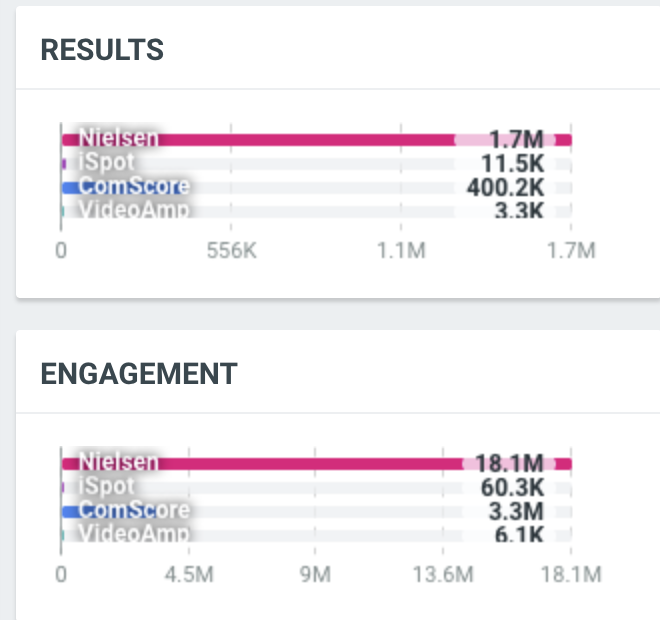 RESULTS
Nielsen 1.7M
iSpot 11.5K
ComScore 400.2K
VideoAmp 3.3K
0 556K 1.1M 1.7M
ENGAGEMENT
Nielsen 18.1M
iSpot 60.3K
ComScore 3.3M
VideoAmp 6.1K
0 4.5M 9M 13.6M 18.1M